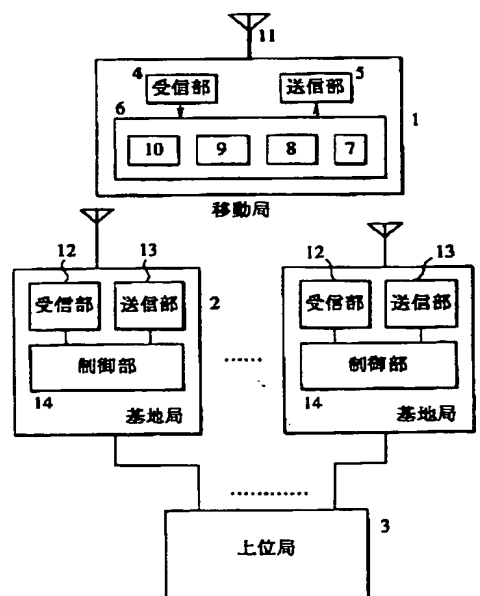 11
4
受信部
5
送信部
6
1
10
9
8
7
移動局
12
13
受信部
送信部
2
制御部
14
基地局
……
12
13
受信部
送信部
制御部
14
基地局
…………
上位局
3